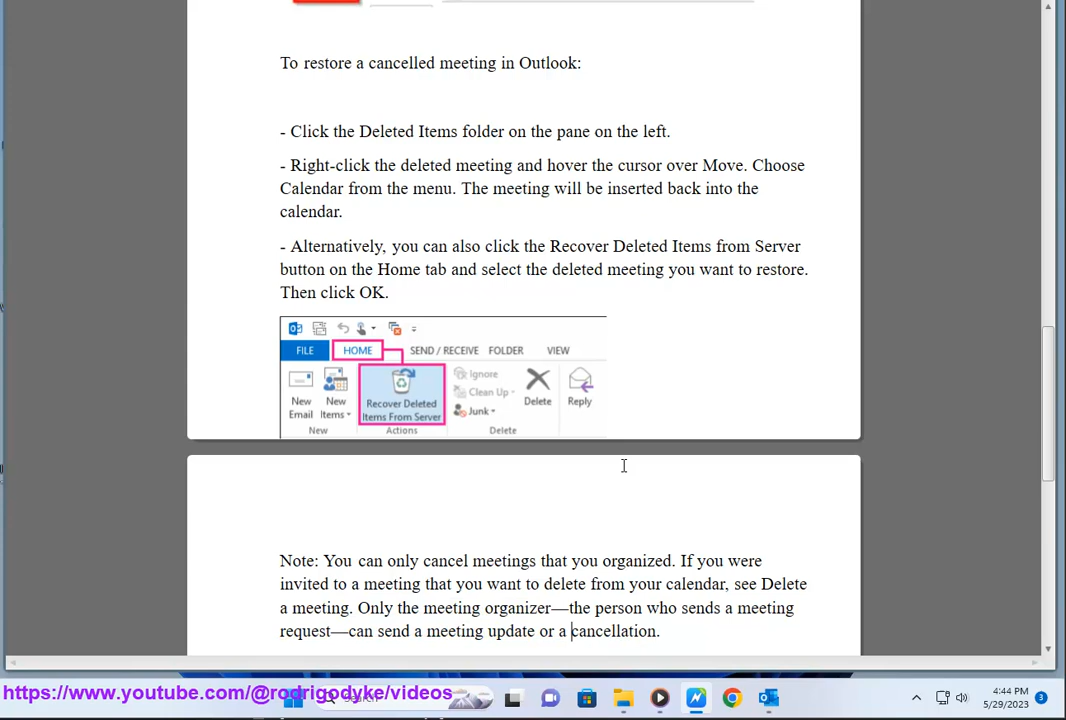 To restore a cancelled meeting in Outlook:
- Click the Deleted Items folder on the pane on the left.
- Right-click the deleted meeting and hover the cursor over Move. Choose
Calendar from the menu. The meeting will be inserted back into the
calendar.
- Alternatively, you can also click the Recover Deleted Items from Server
button on the Home tab and select the deleted meeting you want to restore.
Then click OK.
FILE HOME SEND / RECEIVE FOLDER VIEW
New Email
New Items
Recover Deleted Items From Server
Ignore
Clean Up
Junk
Delete
Reply
New Actions Delete
Note: You can only cancel meetings that you organized. If you were
invited to a meeting that you want to delete from your calendar, see Delete
a meeting. Only the meeting organizer—the person who sends a meeting
request—can send a meeting update or a cancellation.
https://www.youtube.com/@rodrigodyke/videos
Search
4:44 PM
5/29/2023
3